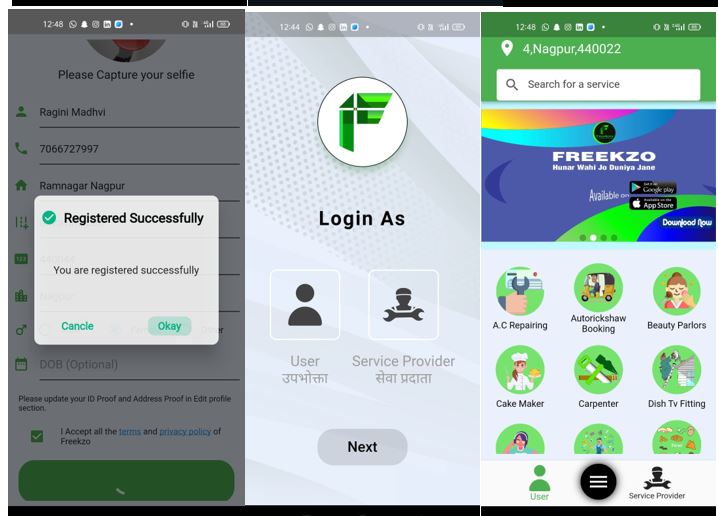 12:48
Please Capture your selfie
Ragini Madhvi
7066727997
Ramnagar Nagpur
Registered Successfully
You are registered successfully
Cancle
Okay
DOB (Optional)
Please update your ID Proof and Address Proof in Edit profile
section.
I Accept all the terms and privacy policy of
Freekzo
12:44
Login As
User
उपभोक्ता
Service Provider
सेवा प्रदाता
Next
12:48
4,Nagpur,440022
Search for a service
FREEKZO
Hunar Wahi Jo Duniya Jane
Available on
Google play
App Store
Download Now
A.C Repairing
Autorickshaw
Booking
Beauty Parlors
Cake Maker
Carpenter
Dish Tv Fitting
User
Service Provider